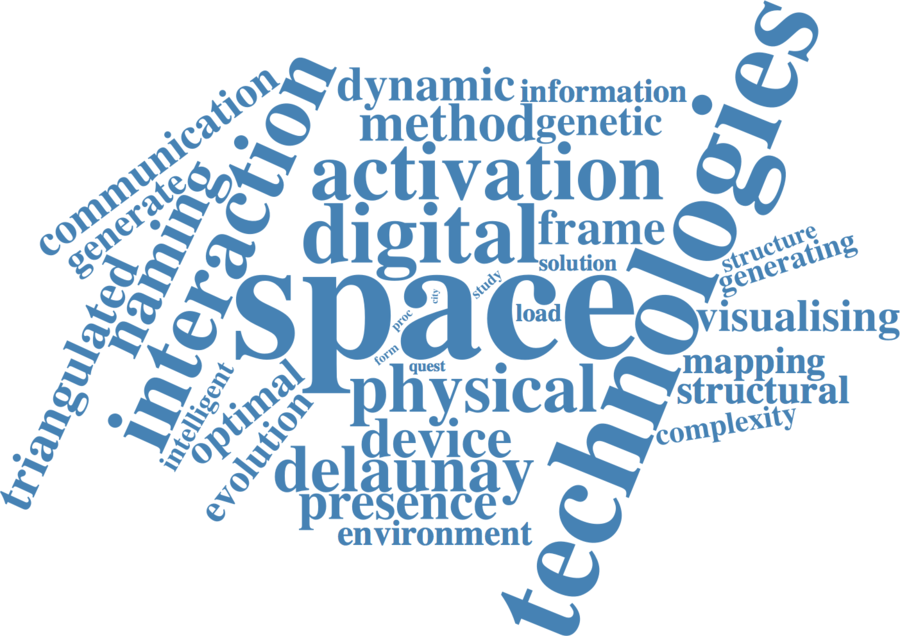 dynamic
information
method
genetic
communication
generate
naming
interaction
triangulated
activation
digital
frame
solution
technologies
structure
generating
space
city
study
proc
form
load
quest
visualising
mapping
structural
complexity
intelligent
optimal
evolution
physical
device
delaunay
presence
environment